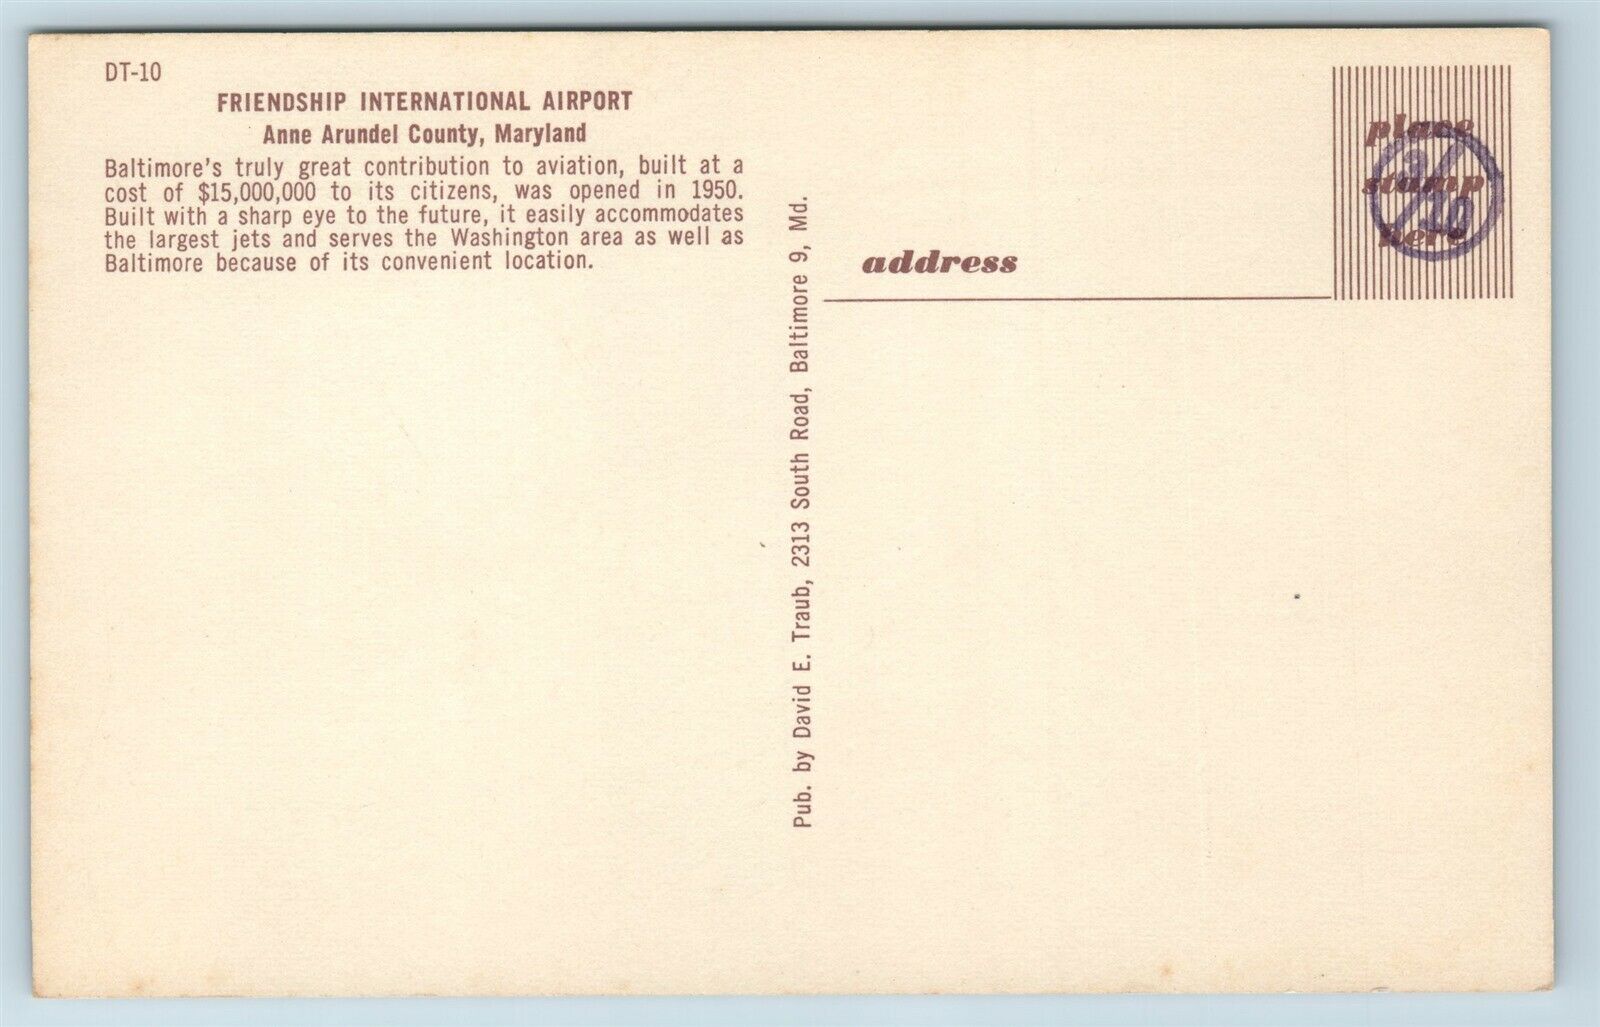 DT-10
FRIENDSHIP INTERNATIONAL AIRPORT
Anne Arundel County, Maryland
Baltimore's truly great contribution to aviation, built at a
cost of $15,000,000 to its citizens, was opened in 1950.
Built with a sharp eye to the future, it easily accommodates
the largest jets and serves the Washington area as well as
Baltimore because of its convenient location.
Pub. by David E. Traub, 2313 South Road, Baltimore 9, Md.
address
place
stamp
here
3/10